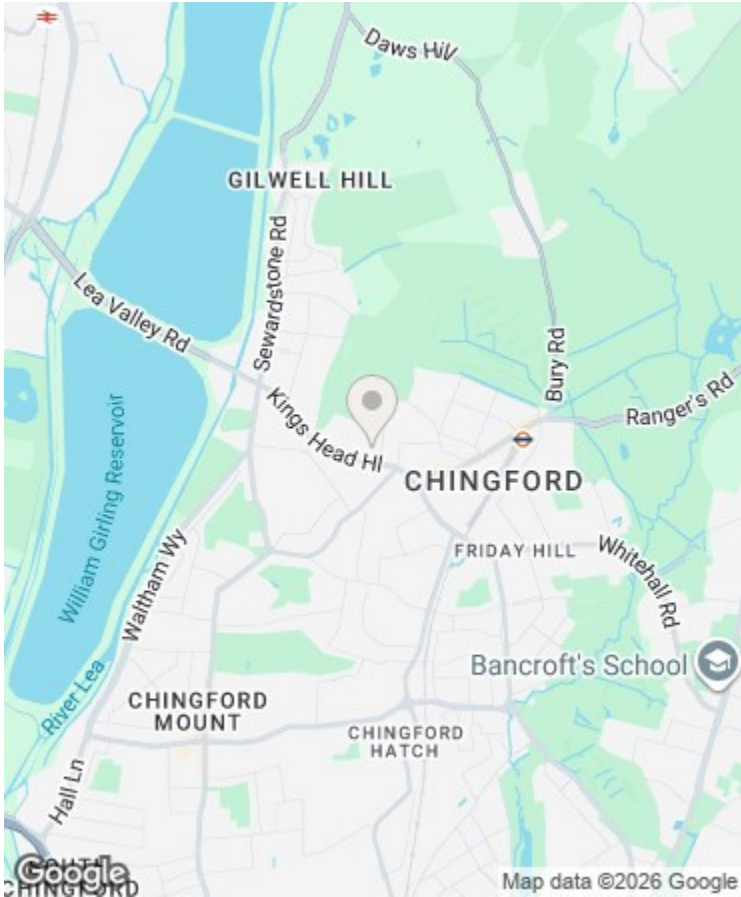 Daws Hill
GILWELL HILL
Sewardstone Rd
Lea Valley Rd
Bury Rd
Ranger's Rd
Kings Head Hl
CHINGFORD
William Girling Reservoir
FRIDAY HILL
Whitehall Rd
Waltham Wy
Bancroft's School
River Lea
CHINGFORD
MOUNT
CHINGFORD
HATCH
Hall Ln
SOUTH
CHINGFORD
Google
Map data ©2026 Google